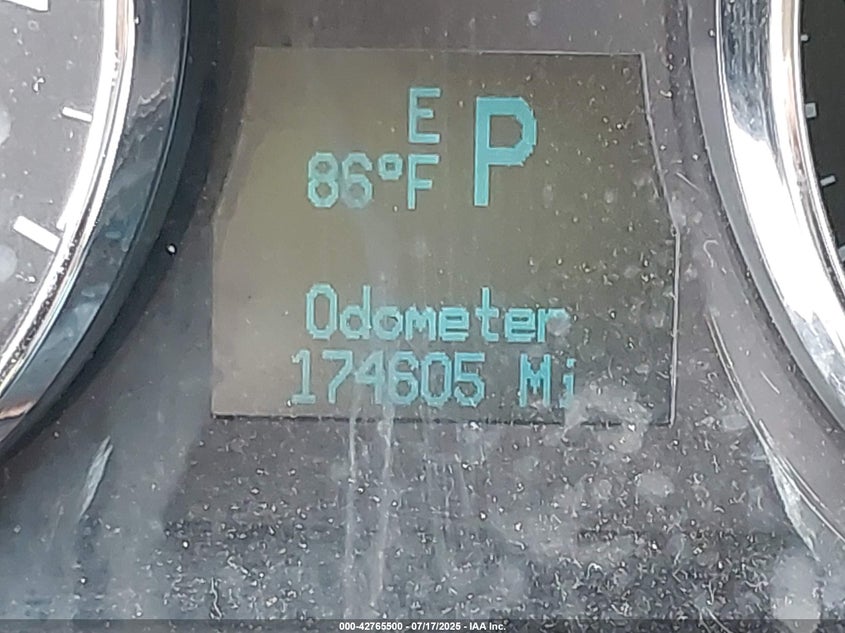 E
86°F P
Odometer
174605 Mi
000-42765500 - 07/17/2025 - IAA Inc.